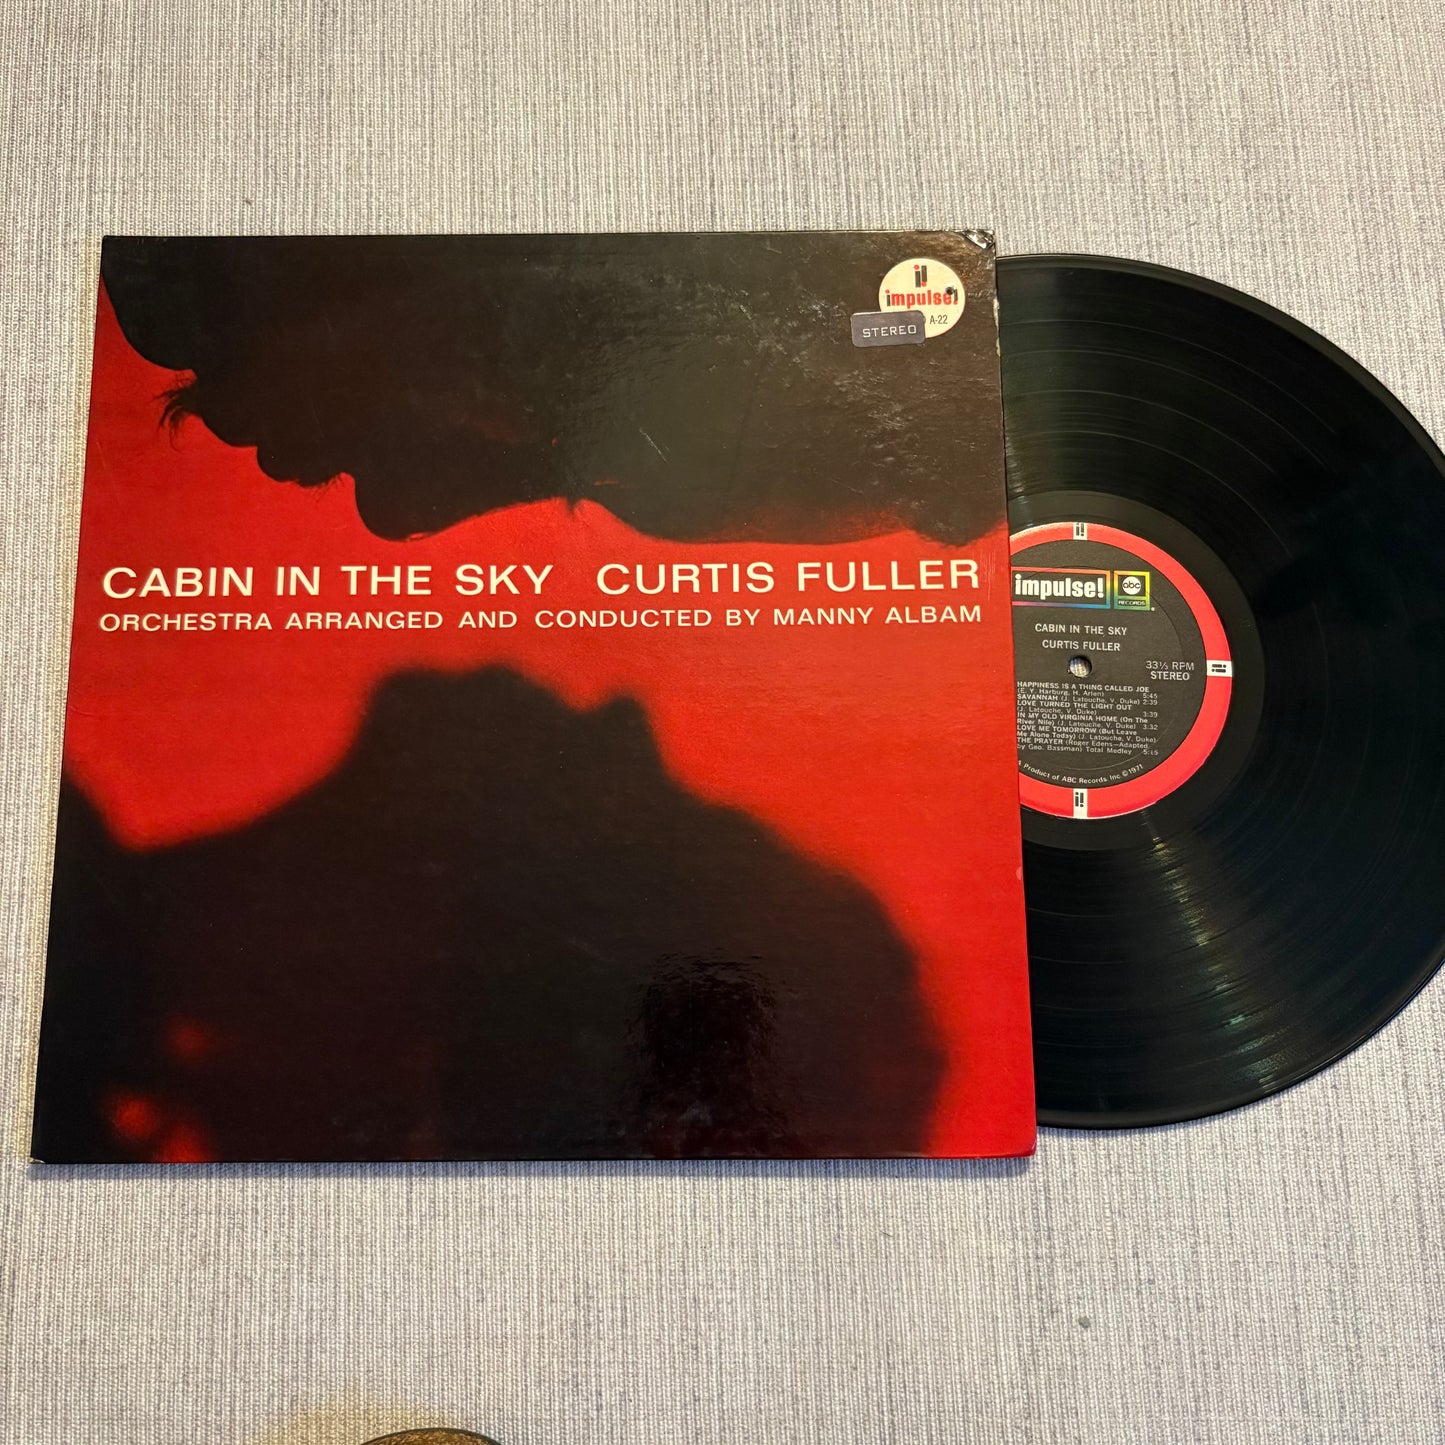 impulse!
A-22
STEREO
CABIN IN THE SKY CURTIS FULLER
ORCHESTRA ARRANGED AND CONDUCTED BY MANNY ALBAM
impulse! abc
RECORDS
CABIN IN THE SKY
CURTIS FULLER
33⅓ RPM
STEREO
HAPPINESS IS A THING CALLED JOE
(E. Y. Harburg, H. Arlen) 5:45
SAVANNAH (J. Latouche, V. Duke) 2:39
LOVE TURNED THE LIGHT OUT
(J. Latouche, V. Duke) 3:39
IN MY OLD VIRGINIA HOME (On The
River Nile) (J. Latouche, V. Duke) 3:32
LOVE ME TOMORROW (But Leave
Me Alone Today) (J. Latouche, V. Duke)
THE PRAYER (Roger Edens—Adapted
by Geo. Bassman) Total Medley 5:15
Product of ABC Records, Inc © 1971